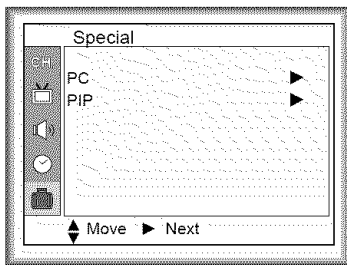 Special
CH
PC ▶
PIP ▶
▲▼ Move ▶ Next